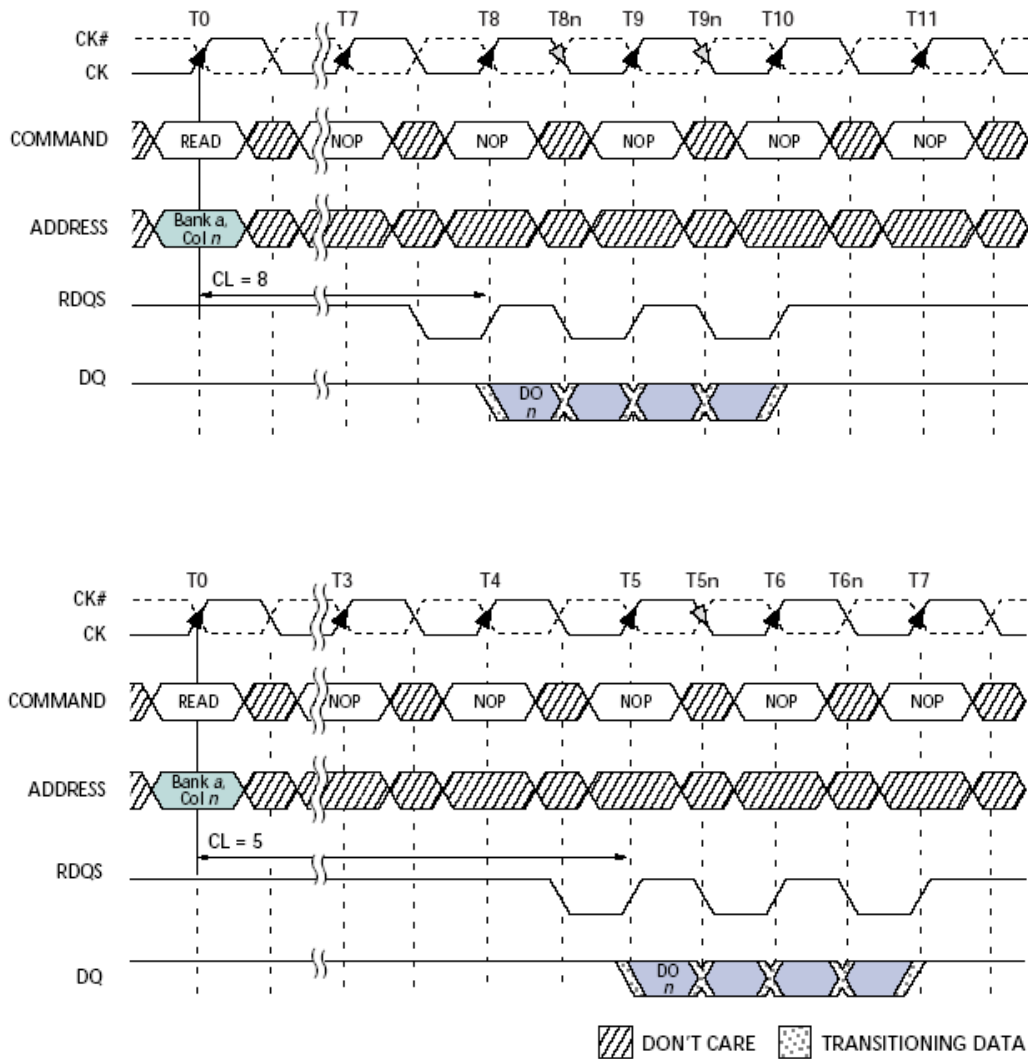 T0 T7 T8 T8n T9 T9n T10 T11
CK#
CK
COMMAND READ NOP NOP NOP NOP NOP
ADDRESS Bank a, Col n
CL = 8
RDQS
DQ DO n
T0 T3 T4 T5 T5n T6 T6n T7
CK#
CK
COMMAND READ NOP NOP NOP NOP NOP
ADDRESS Bank a, Col n
CL = 5
RDQS
DQ DO n
DON'T CARE TRANSITIONING DATA